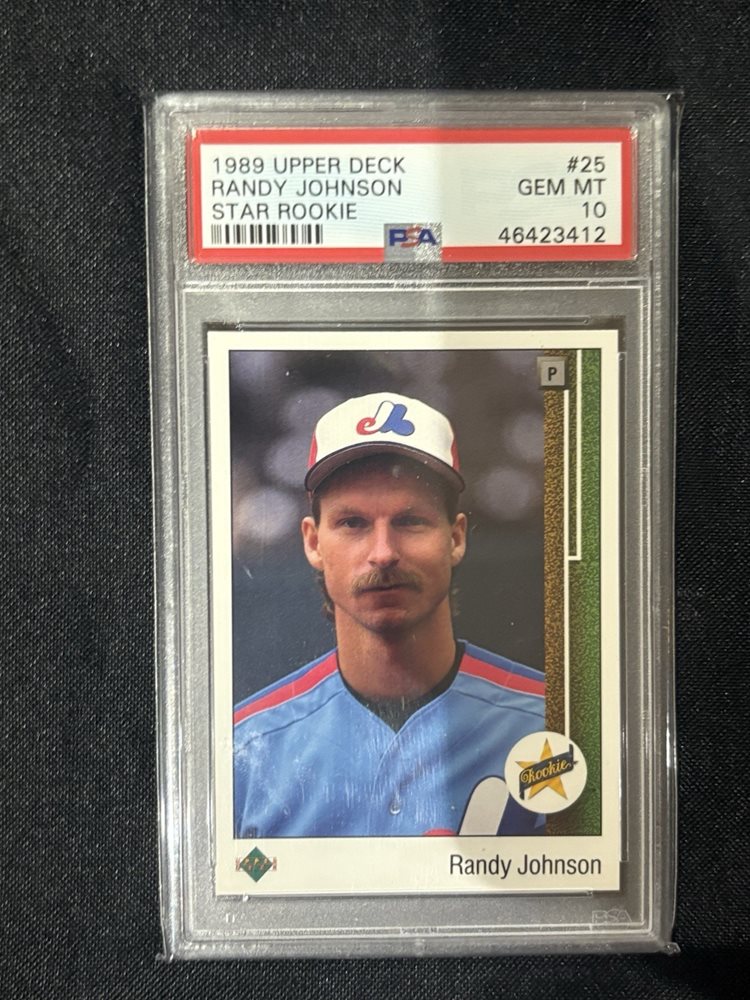 1989 UPPER DECK #25
RANDY JOHNSON GEM MT
STAR ROOKIE 10
PSA 46423412
P
Rookie
Randy Johnson
PSA